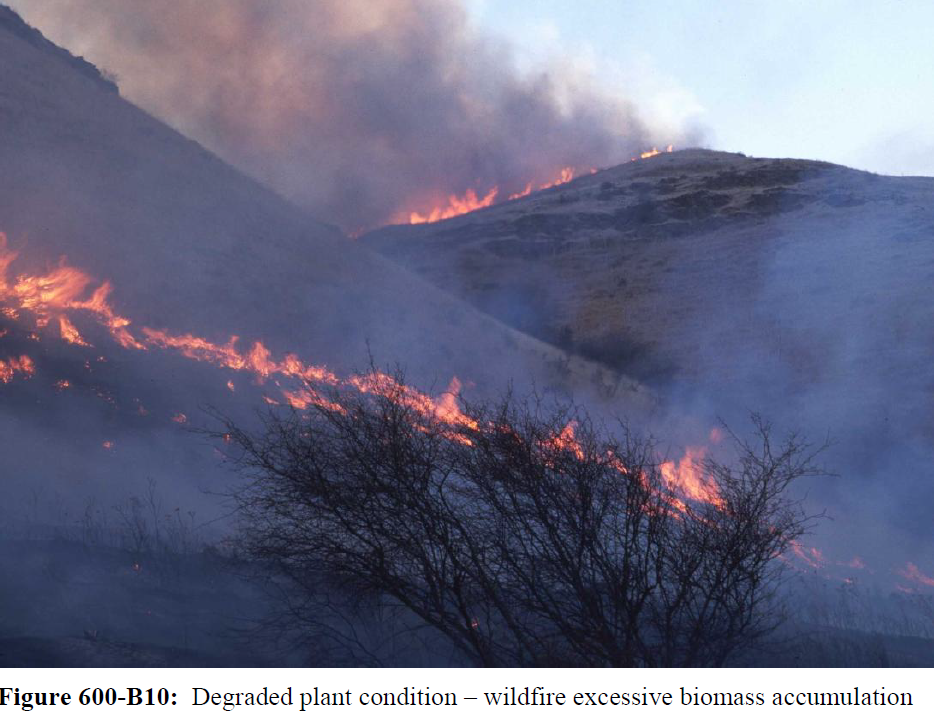 Figure 600-B10:  Degraded plant condition – wildfire excessive biomass accumulation